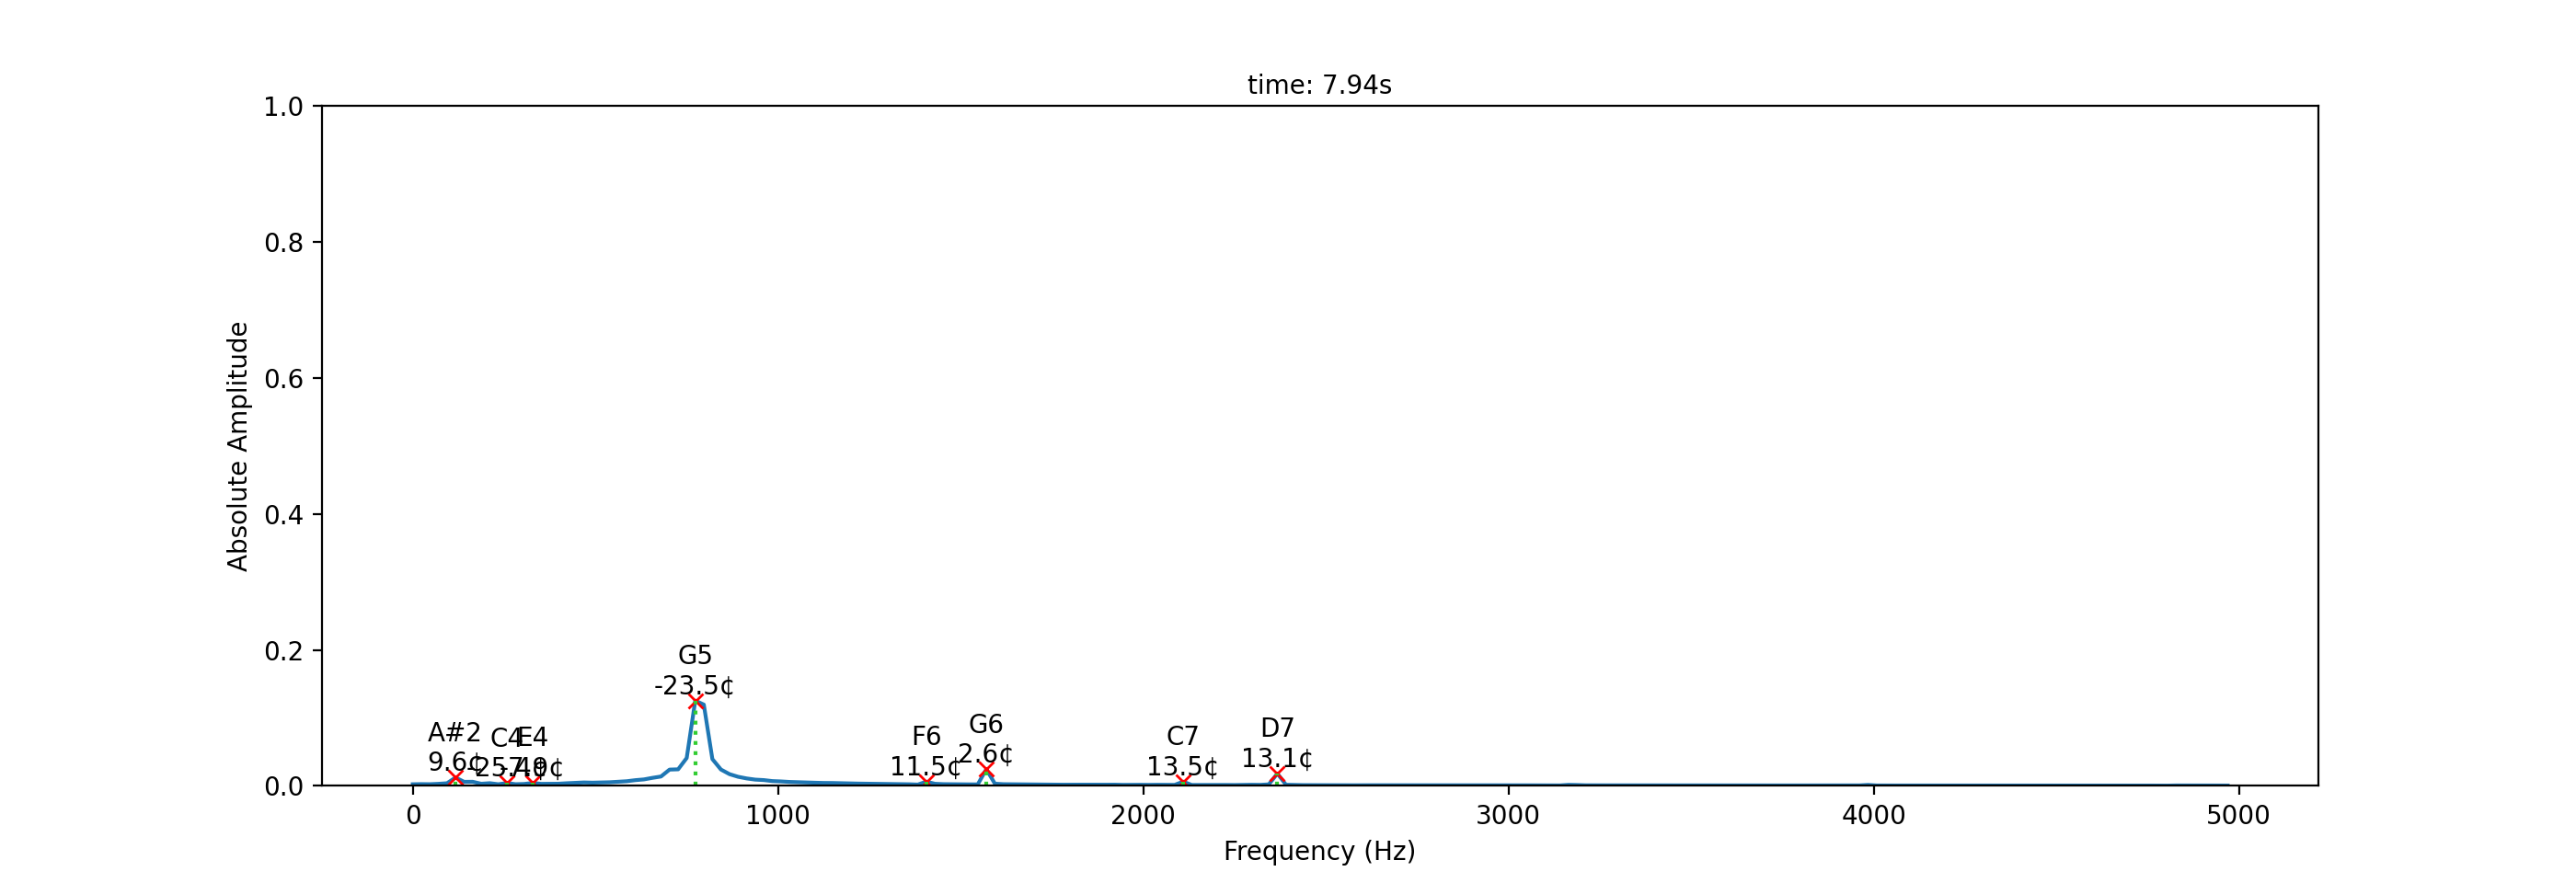 time: 7.94s
1.0
0.8
0.6
0.4
0.2
0.0
Absolute Amplitude
G5
-23.5¢
A#2
9.6¢
C4
E4
F6
11.5¢
G6
2.6¢
C7
13.5¢
D7
13.1¢
0
1000
2000
3000
4000
5000
Frequency (Hz)